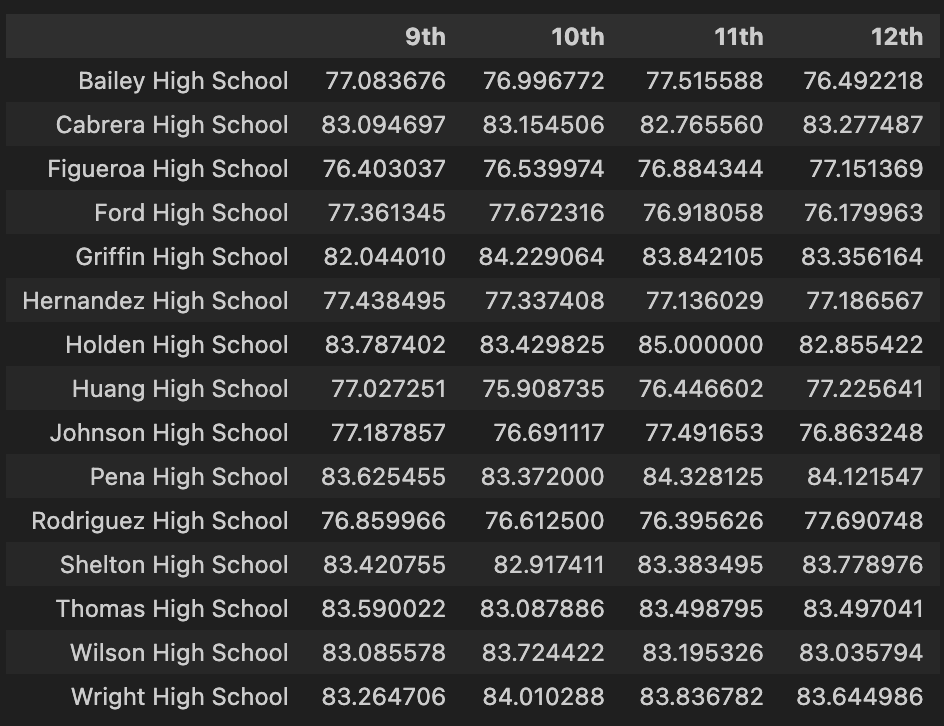 9th 10th 11th 12th
Bailey High School 77.083676 76.996772 77.515588 76.492218
Cabrera High School 83.094697 83.154506 82.765560 83.277487
Figueroa High School 76.403037 76.539974 76.884344 77.151369
Ford High School 77.361345 77.672316 76.918058 76.179963
Griffin High School 82.044010 84.229064 83.842105 83.356164
Hernandez High School 77.438495 77.337408 77.136029 77.186567
Holden High School 83.787402 83.429825 85.000000 82.855422
Huang High School 77.027251 75.908735 76.446602 77.225641
Johnson High School 77.187857 76.691117 77.491653 76.863248
Pena High School 83.625455 83.372000 84.328125 84.121547
Rodriguez High School 76.859966 76.612500 76.395626 77.690748
Shelton High School 83.420755 82.917411 83.383495 83.778976
Thomas High School 83.590022 83.087886 83.498795 83.497041
Wilson High School 83.085578 83.724422 83.195326 83.035794
Wright High School 83.264706 84.010288 83.836782 83.644986